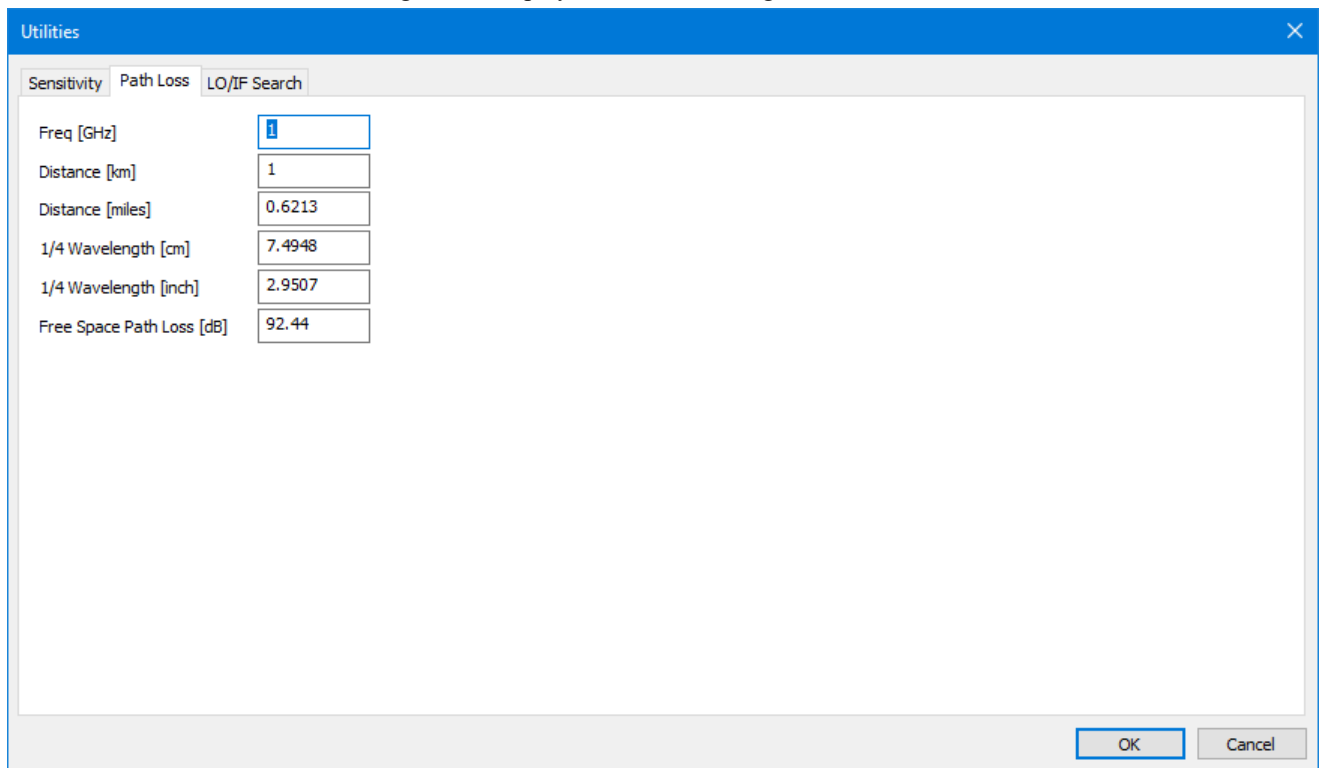 Utilities
Sensitivity Path Loss LO/IF Search
Freq [GHz] 1
Distance [km] 1
Distance [miles] 0.6213
1/4 Wavelength [cm] 7.4948
1/4 Wavelength [inch] 2.9507
Free Space Path Loss [dB] 92.44
OK Cancel